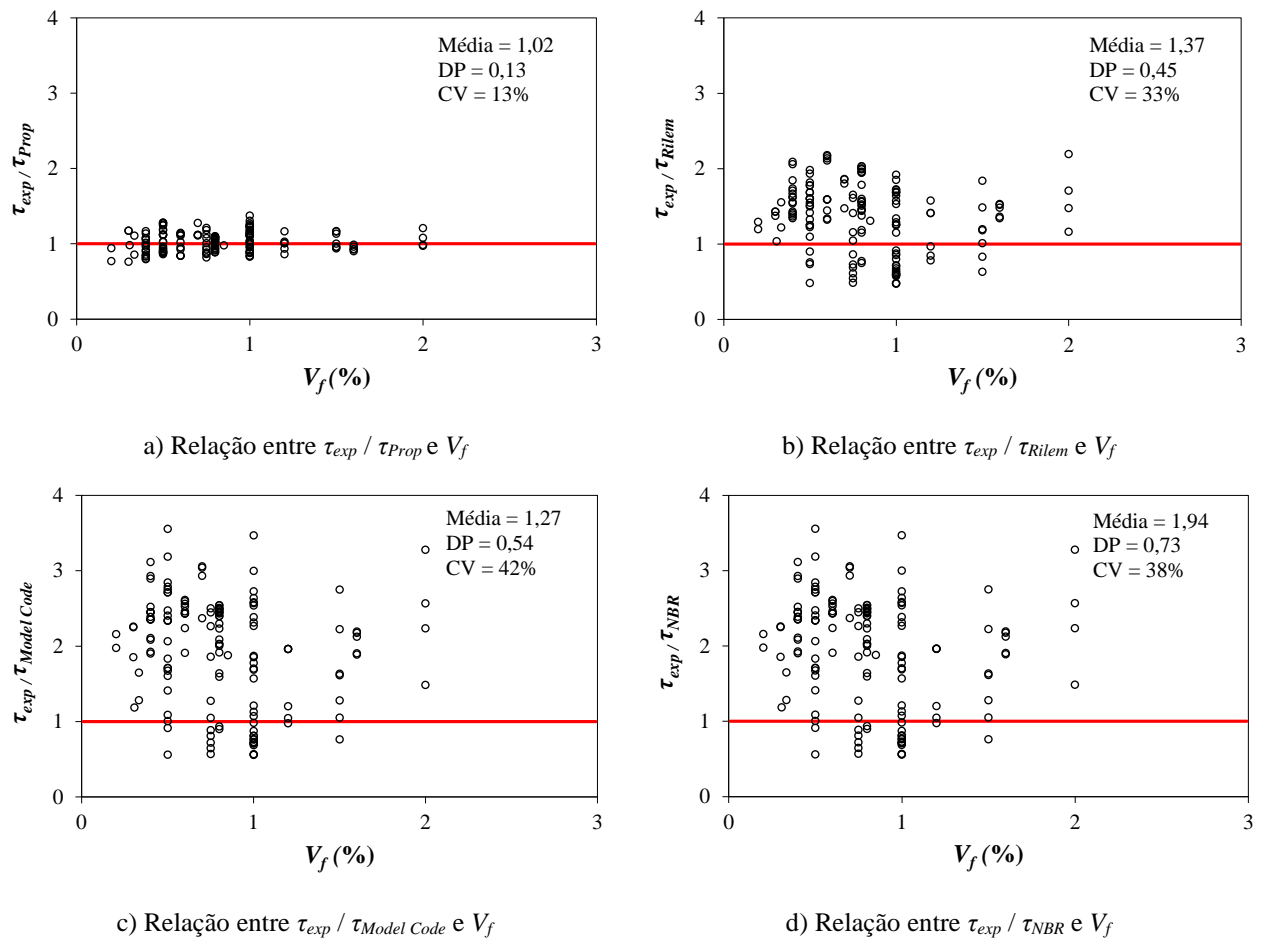 4
3
2
1
0
τexp / τProp
Média = 1,02
DP = 0,13
CV = 13%
0 1 2 3
Vf (%)
a) Relação entre τexp / τProp e Vf
4
3
2
1
0
τexp / τRilem
Média = 1,37
DP = 0,45
CV = 33%
0 1 2 3
Vf (%)
b) Relação entre τexp / τRilem e Vf
4
3
2
1
0
τexp / τModel Code
Média = 1,27
DP = 0,54
CV = 42%
0 1 2 3
Vf (%)
c) Relação entre τexp / τModel Code e Vf
4
3
2
1
0
τexp / τNBR
Média = 1,94
DP = 0,73
CV = 38%
0 1 2 3
Vf (%)
d) Relação entre τexp / τNBR e Vf